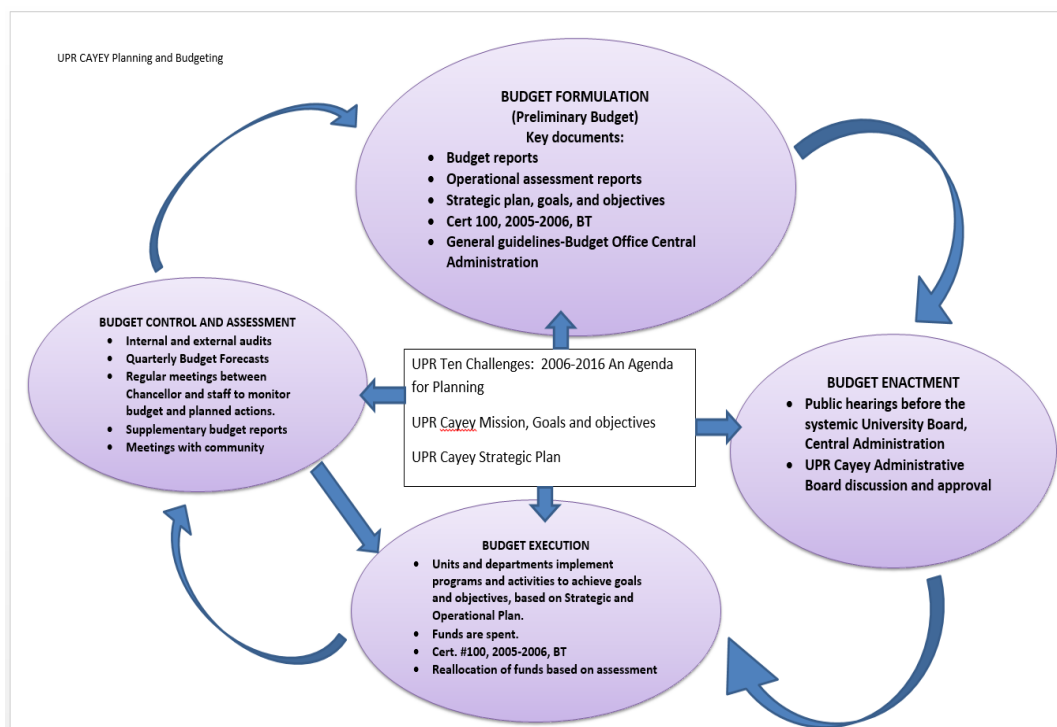 UPR CAYEY Planning and Budgeting
BUDGET FORMULATION
(Preliminary Budget)
Key documents:
• Budget reports
• Operational assessment reports
• Strategic plan, goals, and objectives
• Cert 100, 2005-2006, BT
• General guidelines-Budget Office Central
Administration
BUDGET CONTROL AND ASSESSMENT
• Internal and external audits
• Quarterly Budget Forecasts
• Regular meetings between
Chancellor and staff to monitor
budget and planned actions.
• Supplementary budget reports
• Meetings with community
UPR Ten Challenges: 2006-2016 An Agenda
for Planning
UPR Cayey Mission, Goals and objectives
UPR Cayey Strategic Plan
BUDGET ENACTMENT
• Public hearings before the
systemic University Board,
Central Administration
• UPR Cayey Administrative
Board discussion and approval
BUDGET EXECUTION
• Units and departments implement
programs and activities to achieve goals
and objectives, based on Strategic and
Operational Plan.
• Funds are spent.
• Cert. #100, 2005-2006, BT
• Reallocation of funds based on assessment